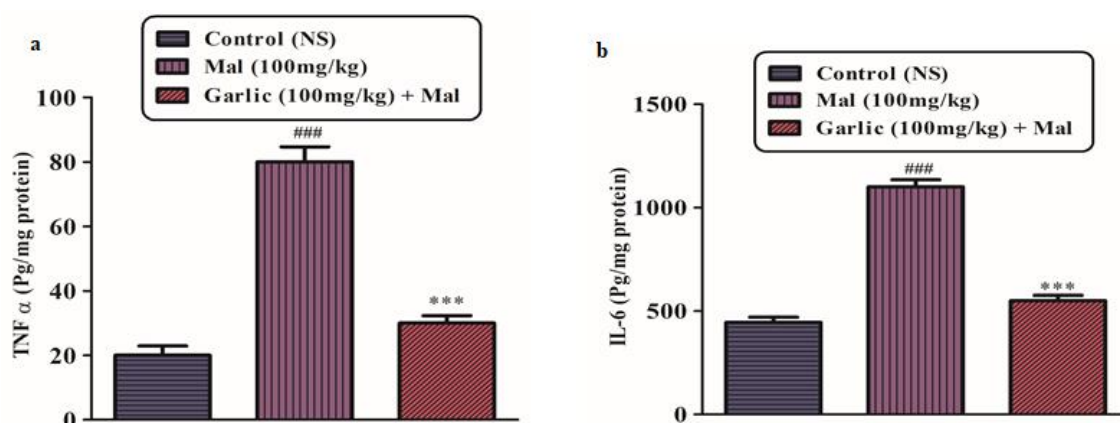 a
Control (NS)
Mal (100mg/kg)
Garlic (100mg/kg) + Mal
100
80
60
40
20
0
TNF α (Pg/mg protein)
###
***
b
Control (NS)
Mal (100mg/kg)
Garlic (100mg/kg) + Mal
1500
1000
500
0
IL-6 (Pg/mg protein)
###
***